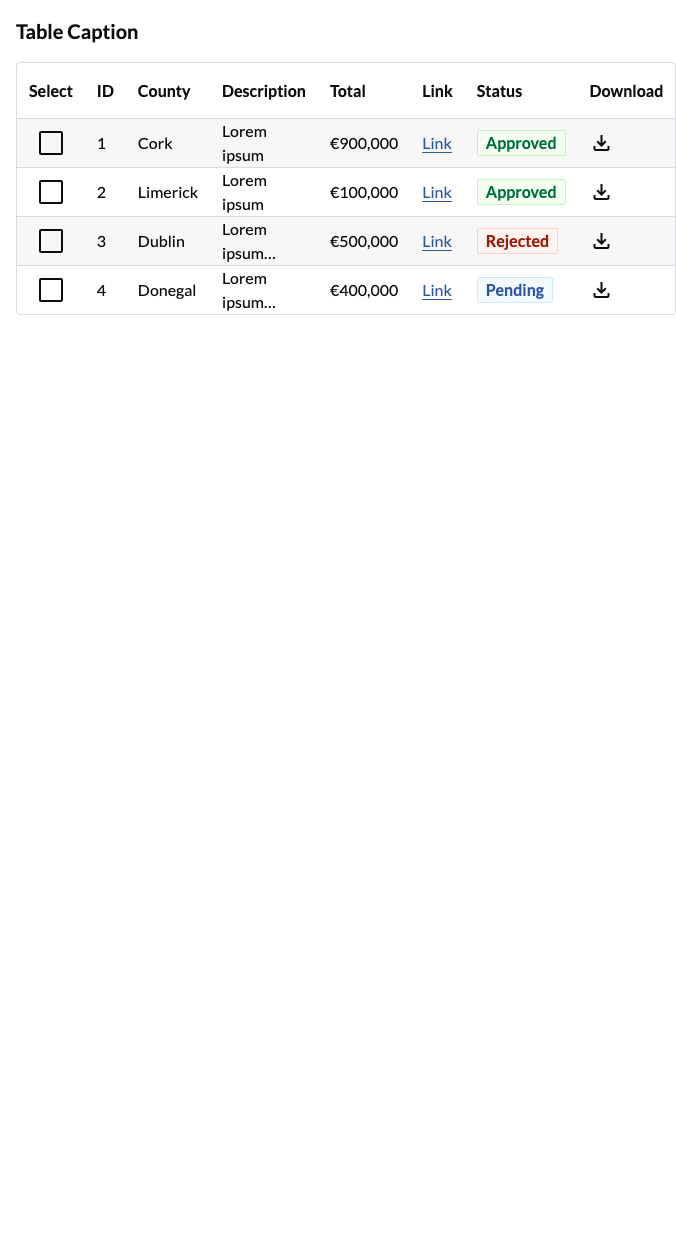 Table Caption
Select ID County Description Total Link Status Download
1 Cork Lorem ipsum €900,000 Link Approved
2 Limerick Lorem ipsum €100,000 Link Approved
3 Dublin Lorem ipsum... €500,000 Link Rejected
4 Donegal Lorem ipsum... €400,000 Link Pending